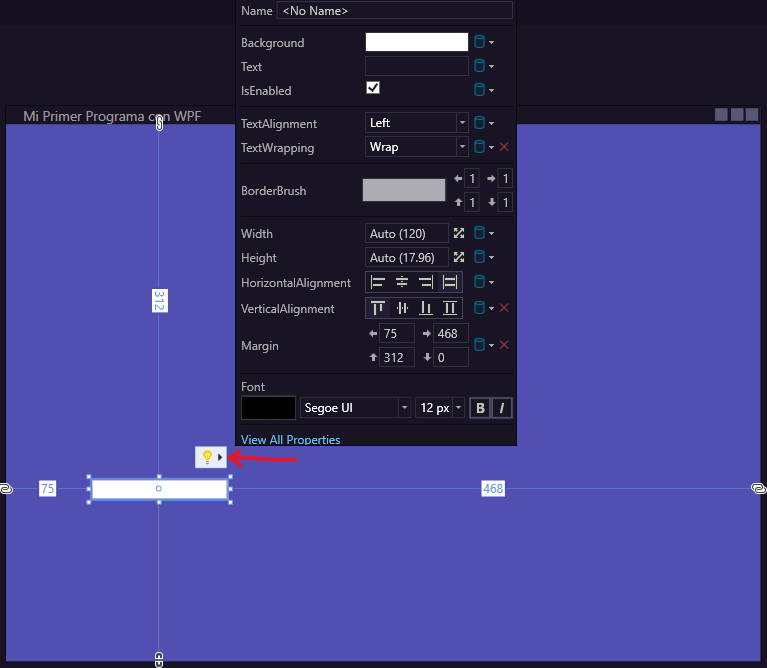 Name <No Name>
Background
Text
IsEnabled
Mi Primer Programa con WPF
TextAlignment Left
TextWrapping Wrap
BorderBrush 1 1
1 1
Width Auto (120)
Height Auto (17.96)
HorizontalAlignment
312
VerticalAlignment
Margin 75 468
312 0
Font
Segoe UI 12 px B I
View All Properties
75 468